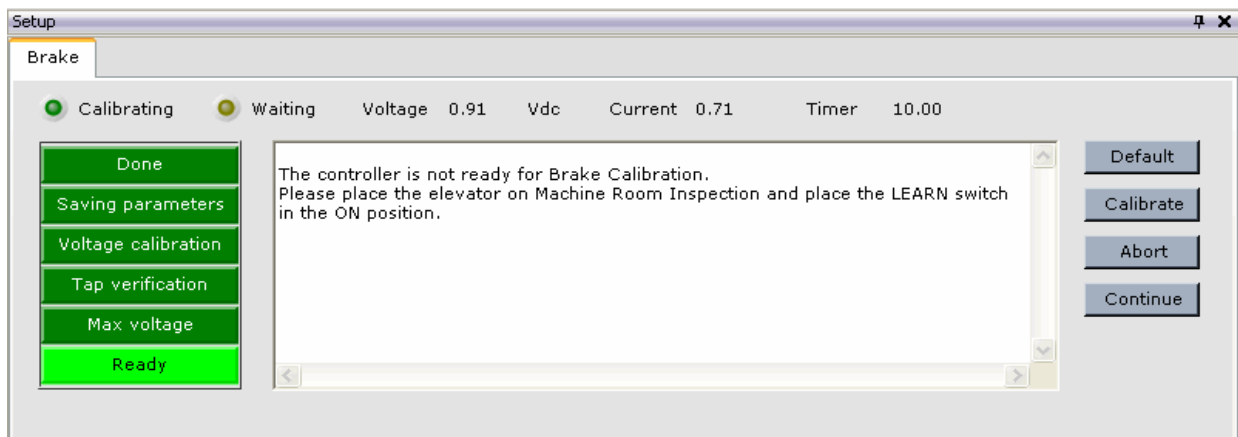 Setup
Brake
Calibrating Waiting Voltage 0.91 Vdc Current 0.71 Timer 10.00
Done
Saving parameters
Voltage calibration
Tap verification
Max voltage
Ready
The controller is not ready for Brake Calibration.
Please place the elevator on Machine Room Inspection and place the LEARN switch
in the ON position.
Default
Calibrate
Abort
Continue